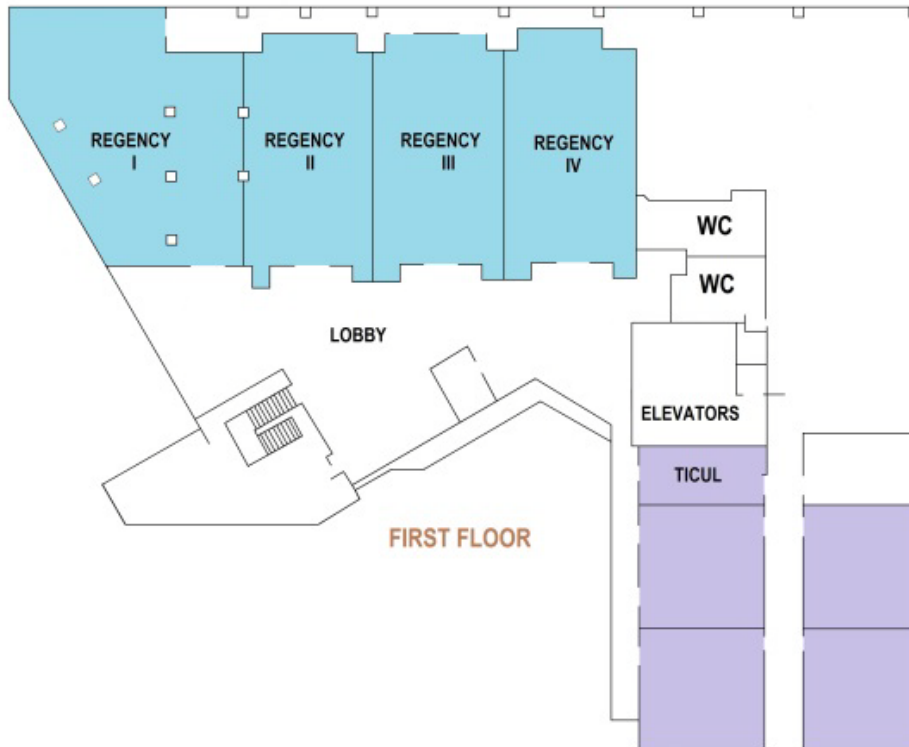 REGENCY
I
REGENCY
II
REGENCY
III
REGENCY
IV
WC
WC
LOBBY
ELEVATORS
TICUL
FIRST FLOOR